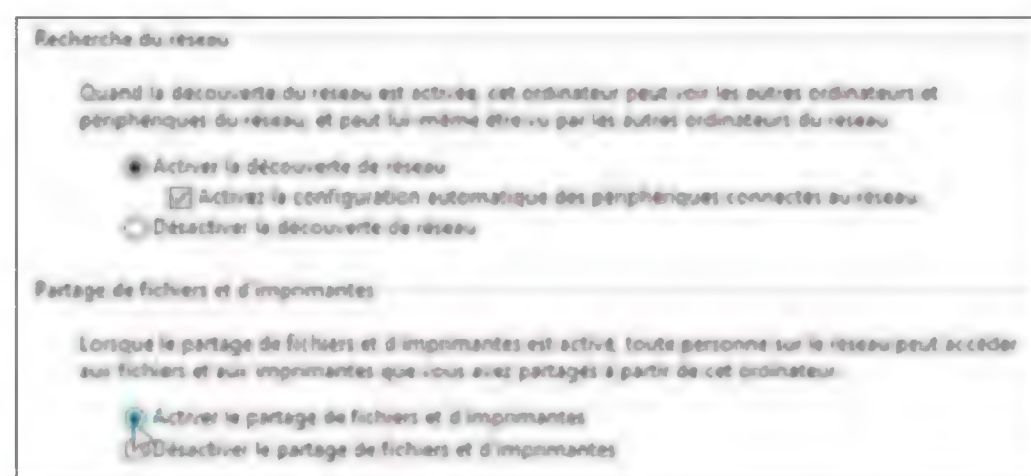 Recherche du réseau
Quand la découverte du réseau est activée, cet ordinateur peut voir les autres ordinateurs et
périphériques du réseau, et peut lui-même être vu par les autres ordinateurs du réseau.
Activer la découverte de réseau
Activez la configuration automatique des périphériques connectés au réseau.
Désactiver la découverte de réseau
Partage de fichiers et d'imprimantes
Lorsque le partage de fichiers et d'imprimantes est activé, toute personne sur le réseau peut accéder
aux fichiers et aux imprimantes que vous avez partagés à partir de cet ordinateur.
Activer le partage de fichiers et d'imprimantes
Désactiver le partage de fichiers et d'imprimantes